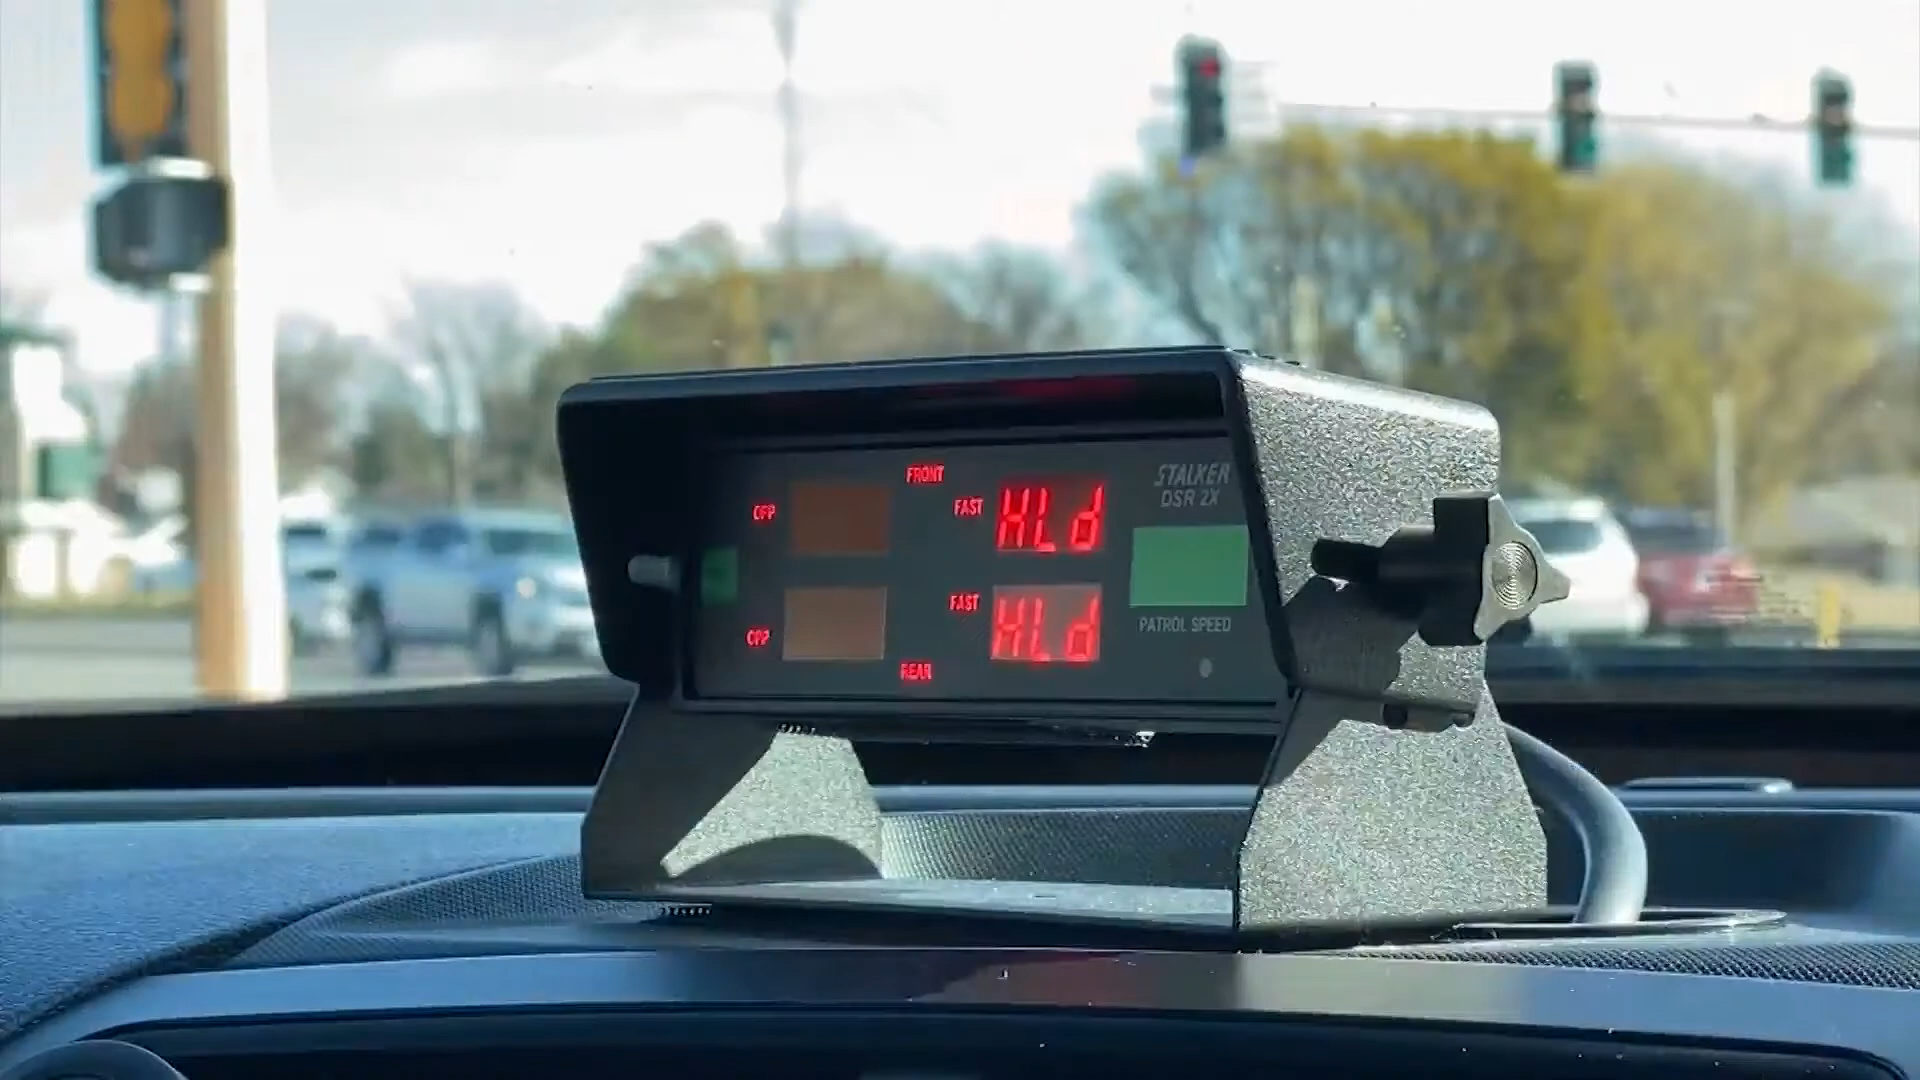 FRONT
OPP
FAST
HLd
STALKER
DSR 2X
OPP
FAST
HLd
PATROL SPEED
REAR